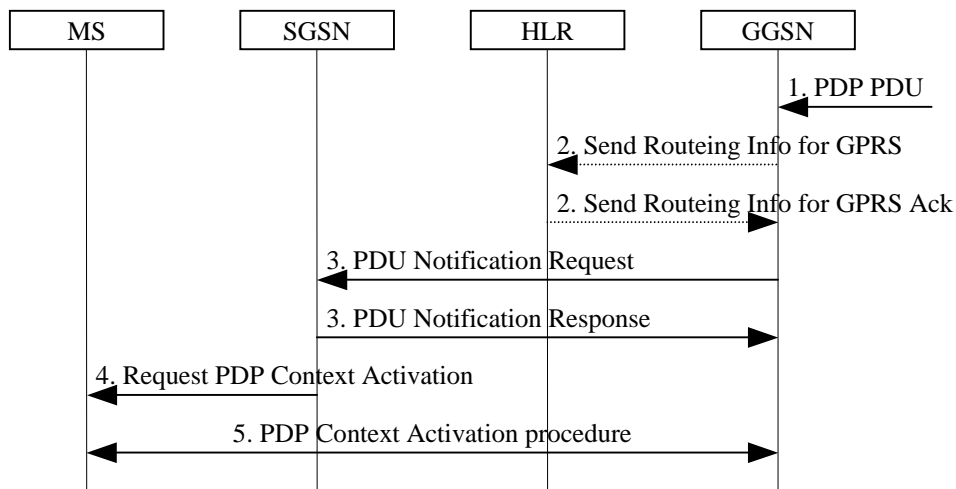 MS
SGSN
HLR
GGSN
1. PDP PDU
2. Send Routeing Info for GPRS
2. Send Routeing Info for GPRS Ack
3. PDU Notification Request
3. PDU Notification Response
4. Request PDP Context Activation
5. PDP Context Activation procedure